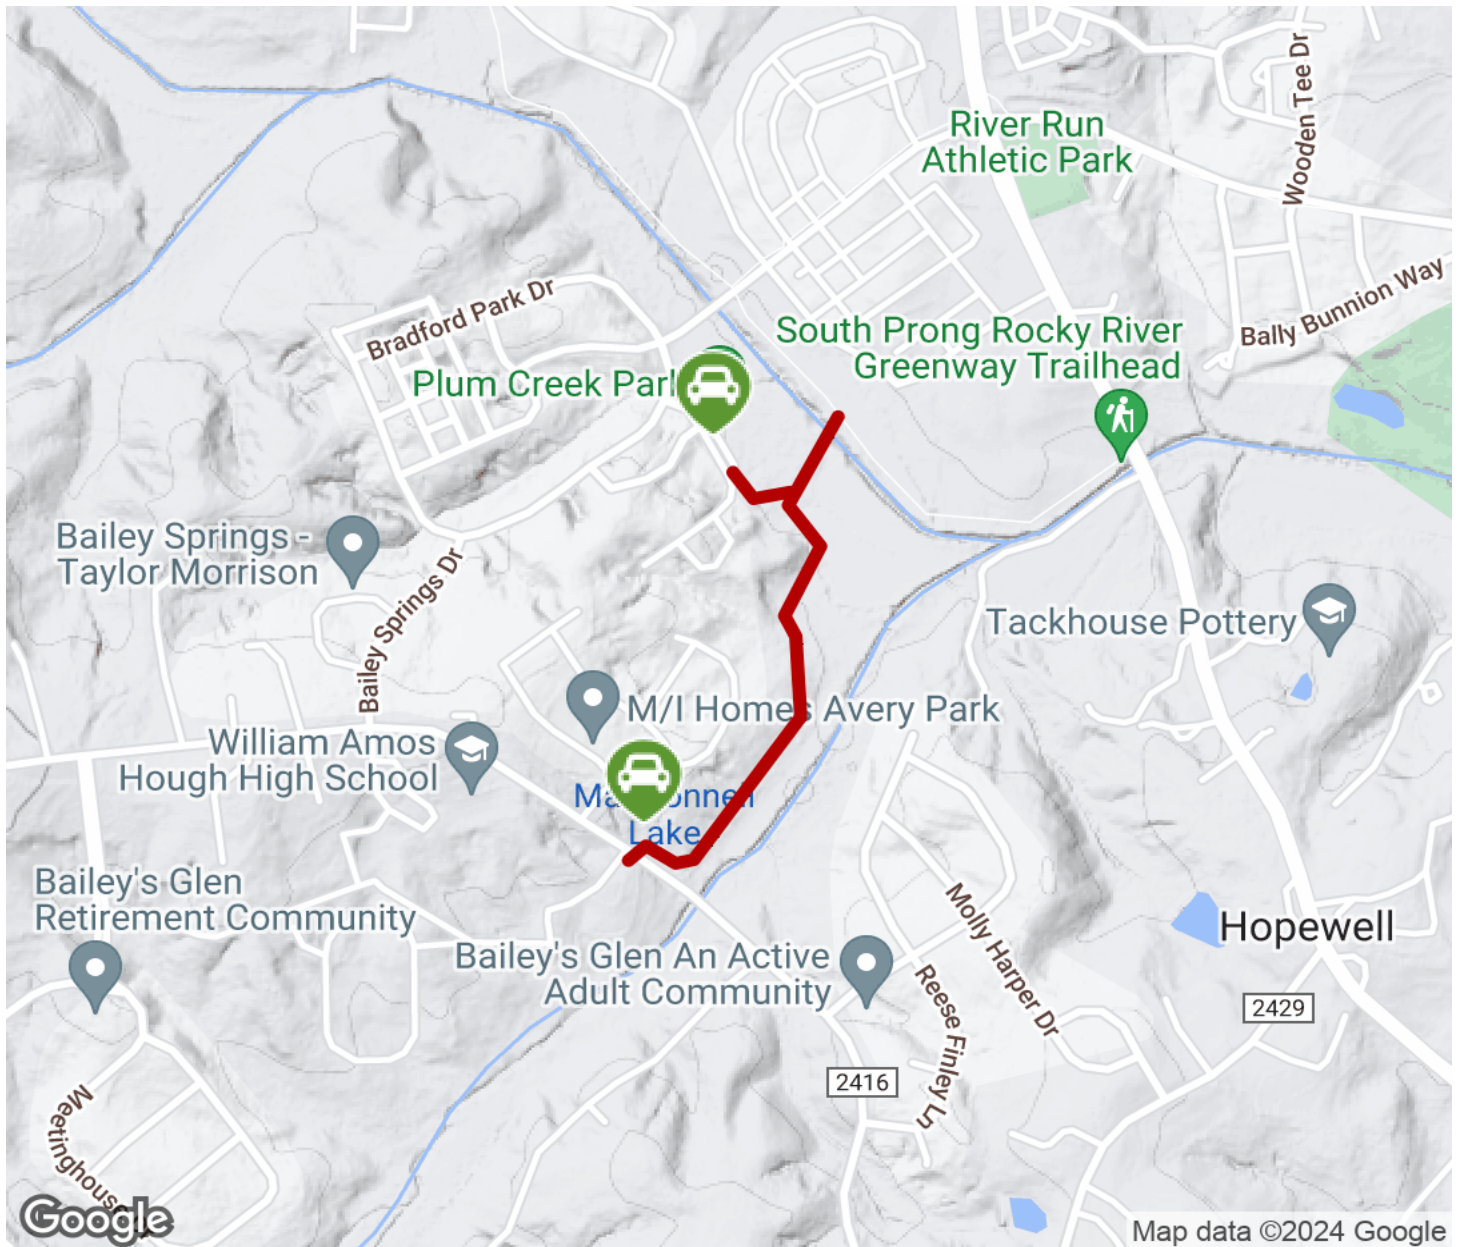 Wooden Tee Dr
River Run
Athletic Park
Bally Bunnion Way
Bradford Park Dr
South Prong Rocky River
Greenway Trailhead
Plum Creek Park
Bailey Springs -
Taylor Morrison
Bailey Springs Dr
Tackhouse Pottery
M/I Homes Avery Park
William Amos
Hough High School
Lake
Bailey's Glen
Retirement Community
Molly Harper Dr
Hopewell
Bailey's Glen An Active
Adult Community
Reese Finley Ln
2429
2416
Meetinghouse
Google
Map data ©2024 Google